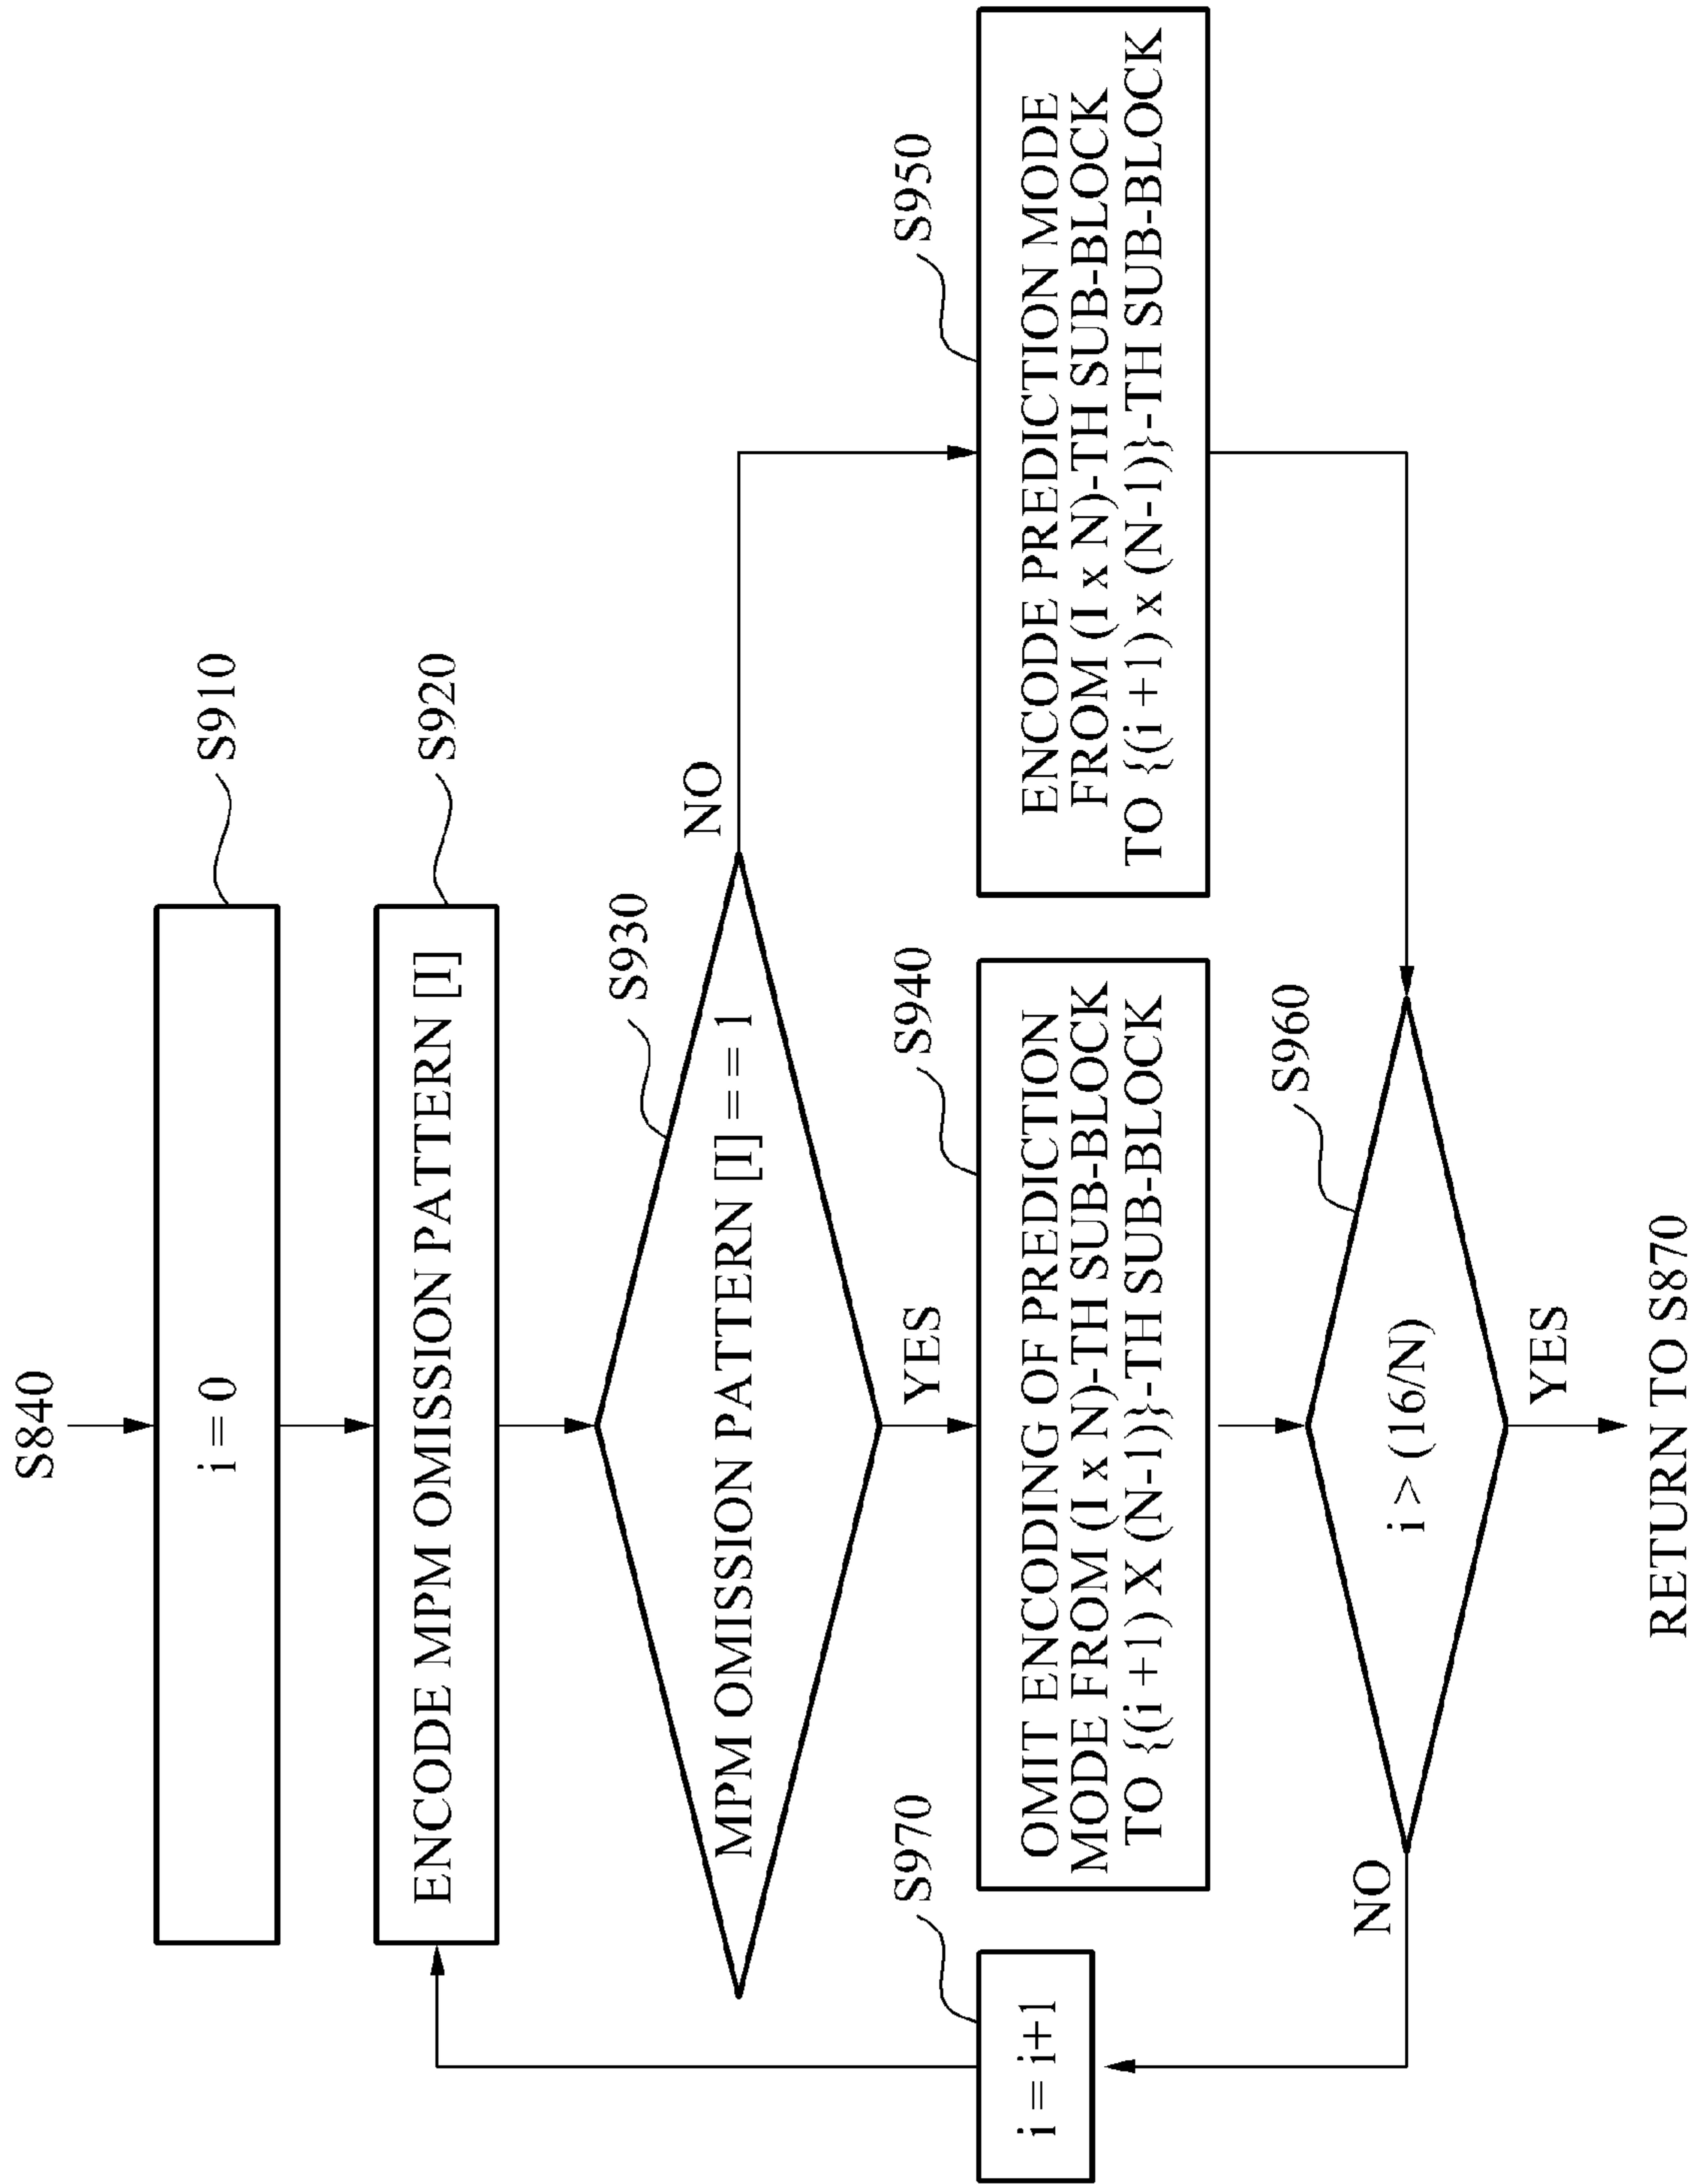 S840
i = 0
S910
ENCODE MPM OMISSION PATTERN [I]
S920
MPM OMISSION PATTERN [I] = = 1
S930
NO
YES
OMIT ENCODING OF PREDICTION
MODE FROM (I x N)-TH SUB-BLOCK
TO {(i +1) X (N-1)}-TH SUB-BLOCK
S940
ENCODE PREDICTION MODE
FROM (I x N)-TH SUB-BLOCK
TO {(i +1) x (N-1)}-TH SUB-BLOCK
S950
i = i+1
S970
i > (16/N)
S960
NO
YES
RETURN TO S870